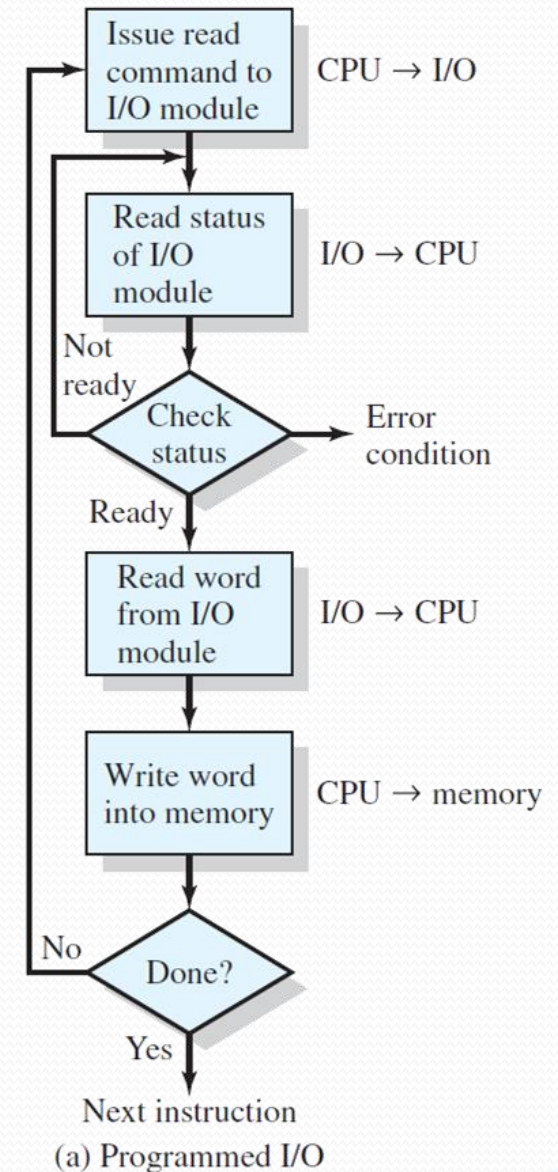 Issue read
command to
I/O module
CPU → I/O
Read status
of I/O
module
I/O → CPU
Not
ready
Check
status
Error
condition
Ready
Read word
from I/O
module
I/O → CPU
Write word
into memory
CPU → memory
No
Done?
Yes
Next instruction
(a) Programmed I/O